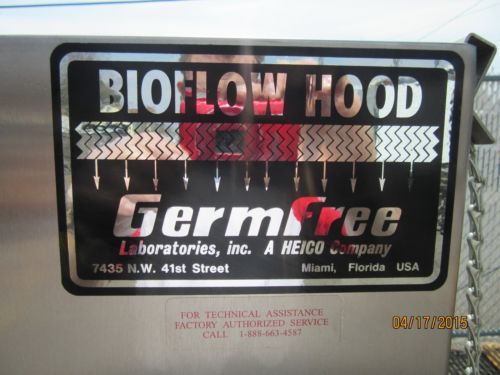 BIOFLOW HOOD
GermFree
Laboratories, inc. A HEICO Company
7435 N.W. 41st Street Miami, Florida USA
FOR TECHNICAL ASSISTANCE
FACTORY AUTHORIZED SERVICE
CALL 1-888-663-4587
04/17/2015